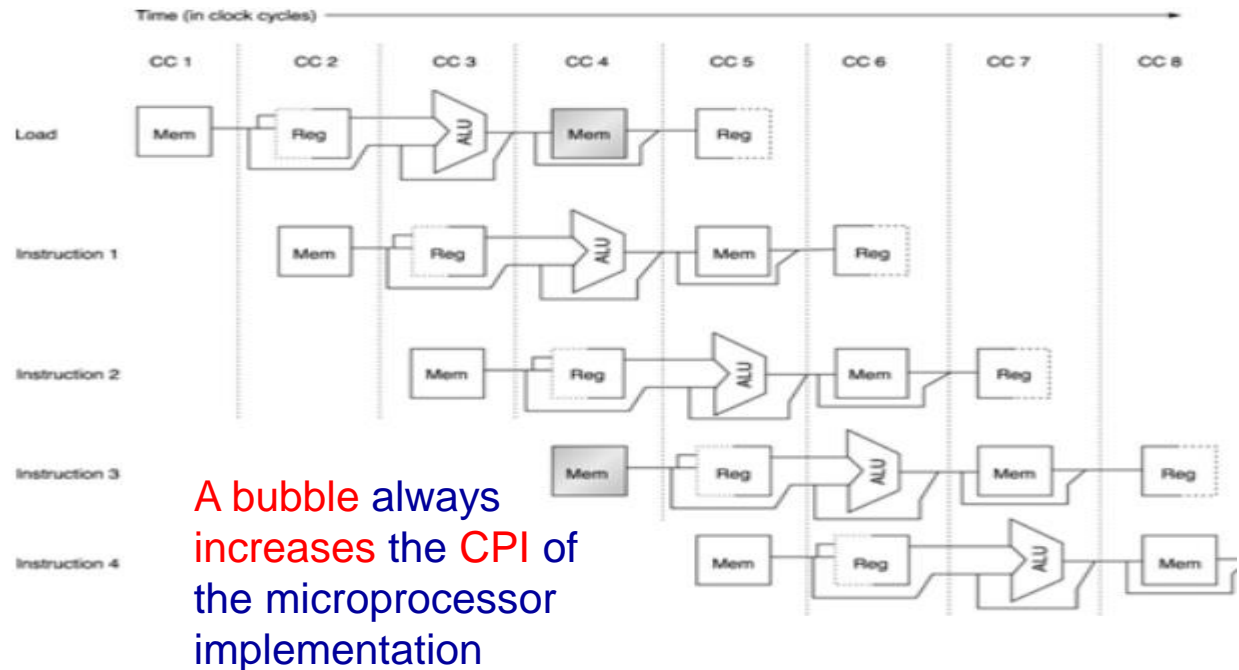 Time (in clock cycles)
CC 1 CC 2 CC 3 CC 4 CC 5 CC 6 CC 7 CC 8
Load Mem Reg ALU Mem Reg
Instruction 1 Mem Reg ALU Mem Reg
Instruction 2 Mem Reg ALU Mem Reg
Instruction 3 Mem Reg ALU Mem Reg
Instruction 4 Mem Reg ALU Mem
A bubble always
increases the CPI of
the microprocessor
implementation